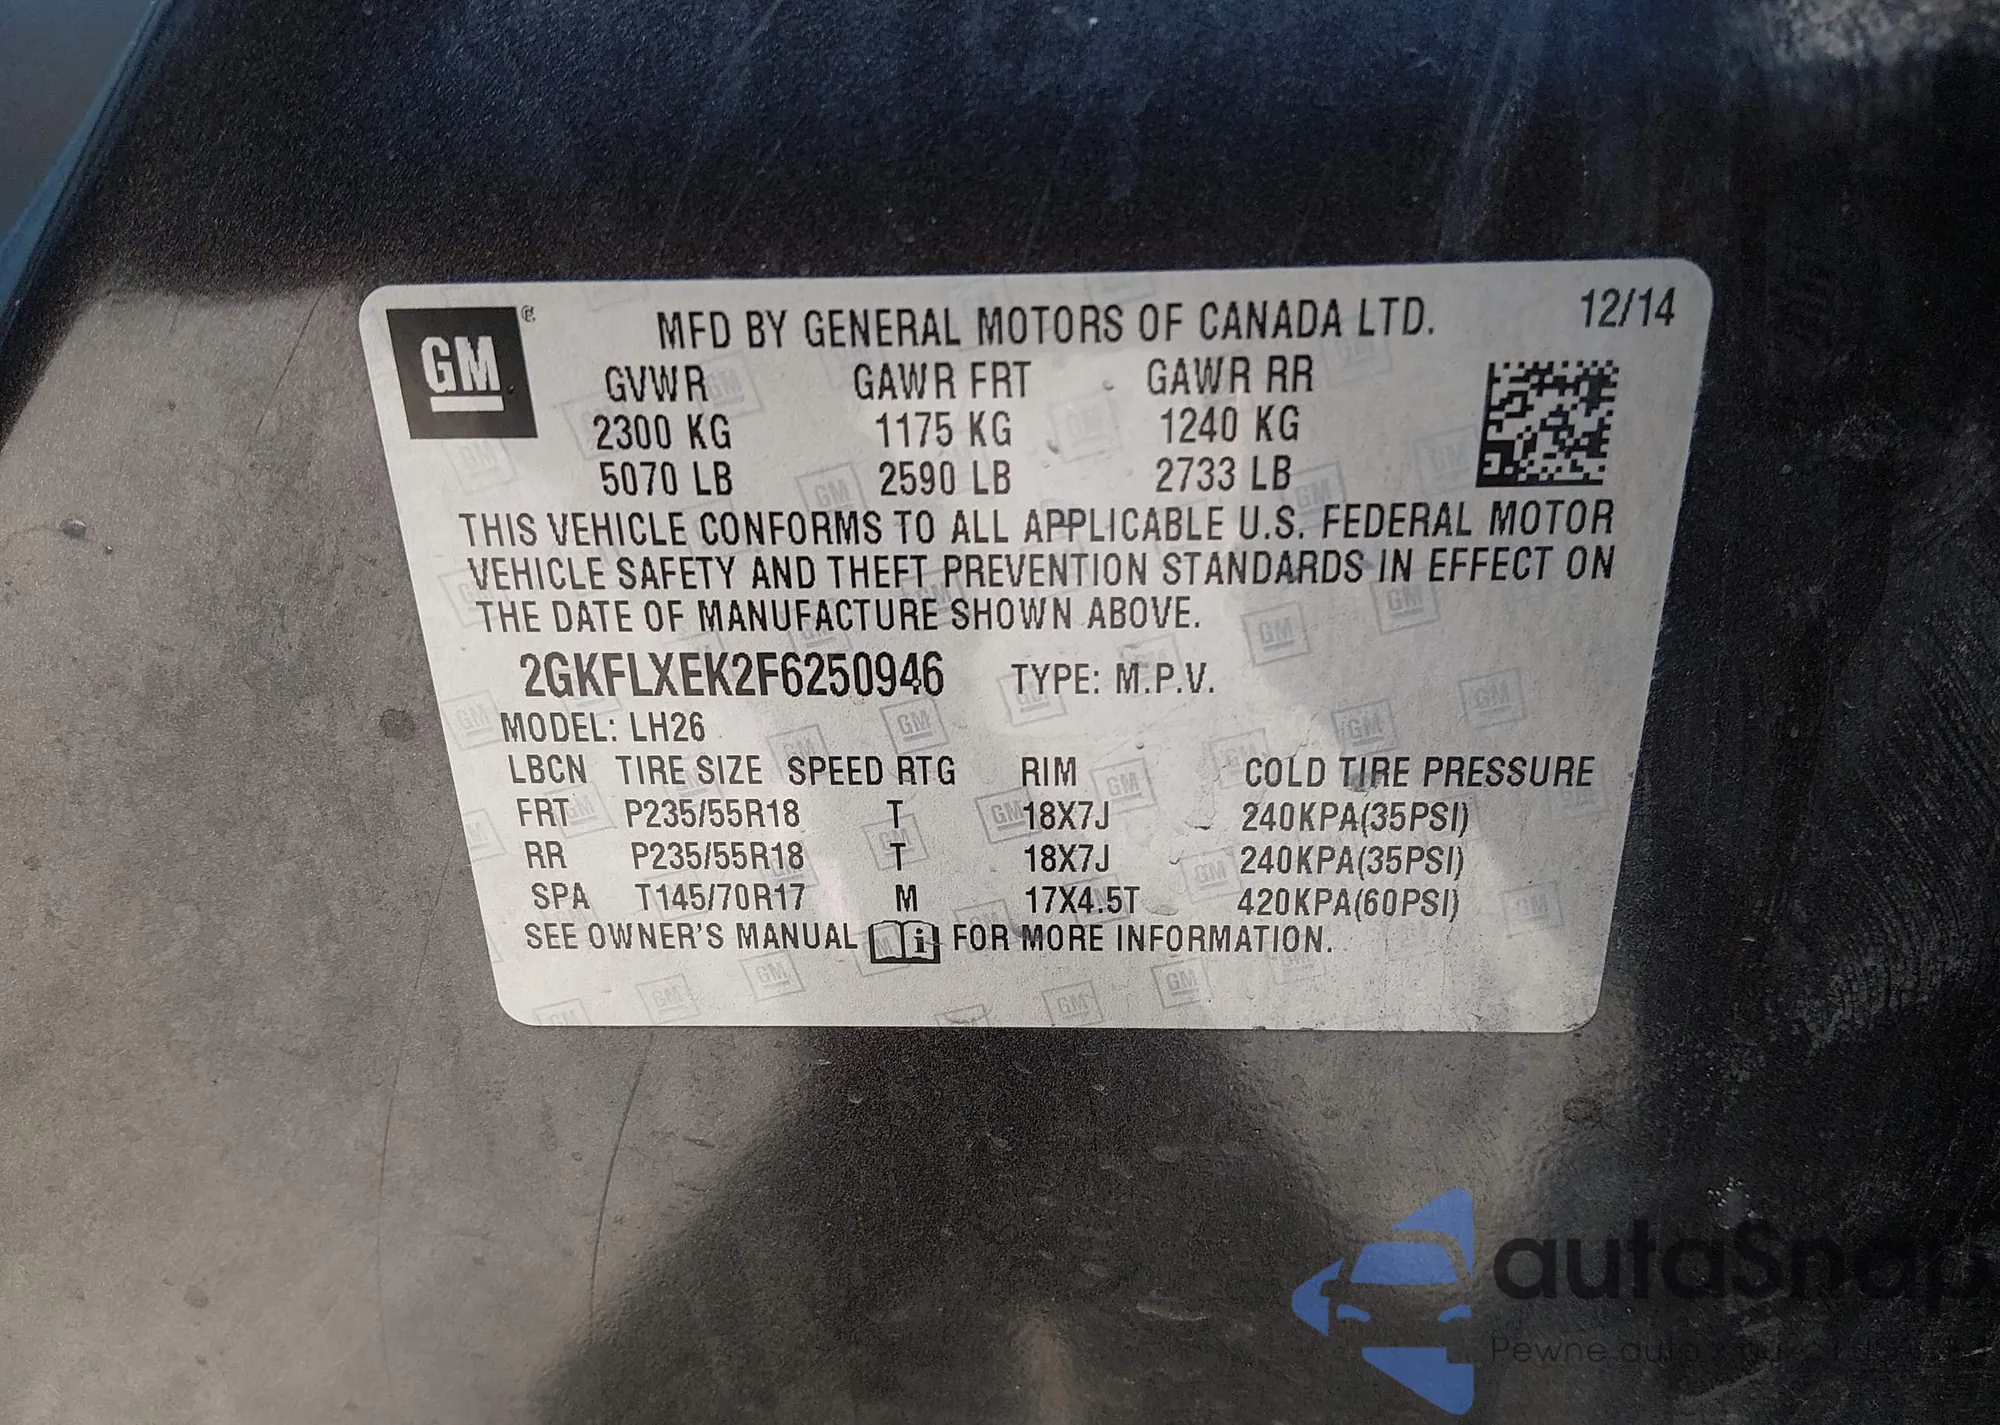 GM
MFD BY GENERAL MOTORS OF CANADA LTD. 12/14
GVWR GAWR FRT GAWR RR
2300 KG 1175 KG 1240 KG
5070 LB 2590 LB 2733 LB
THIS VEHICLE CONFORMS TO ALL APPLICABLE U.S. FEDERAL MOTOR
VEHICLE SAFETY AND THEFT PREVENTION STANDARDS IN EFFECT ON
THE DATE OF MANUFACTURE SHOWN ABOVE.
2GKFLXEK2F6250946 TYPE: M.P.V.
MODEL: LH26
LBCN TIRE SIZE SPEED RTG RIM COLD TIRE PRESSURE
FRT P235/55R18 T 18X7J 240KPA(35PSI)
RR P235/55R18 T 18X7J 240KPA(35PSI)
SPA T145/70R17 M 17X4.5T 420KPA(60PSI)
SEE OWNER'S MANUAL i FOR MORE INFORMATION.
autaSnap
Pewne auta